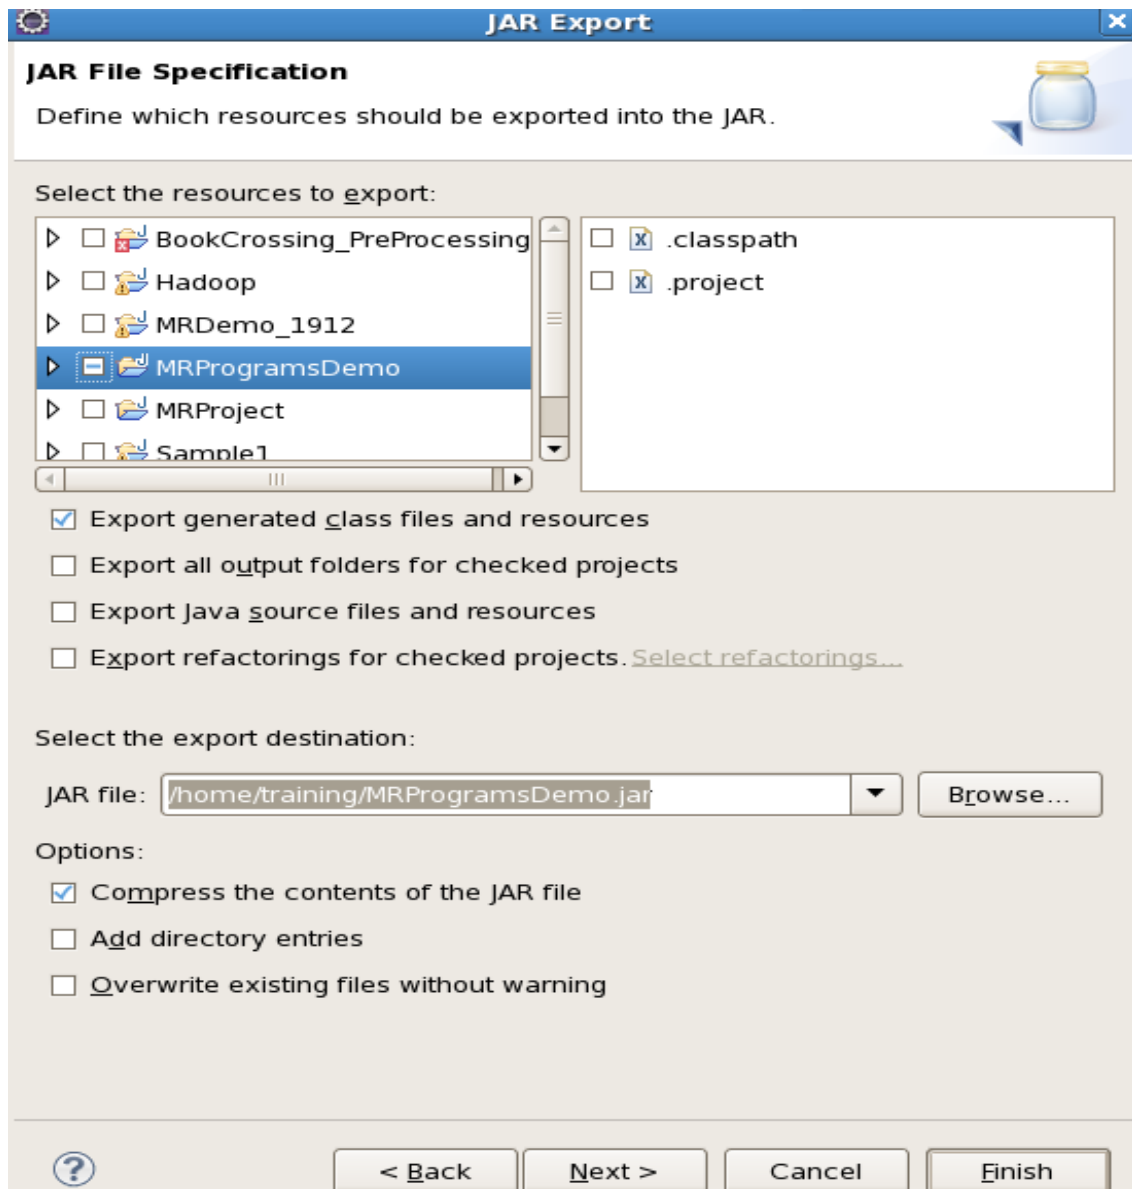 JAR Export
JAR File Specification
Define which resources should be exported into the JAR.
Select the resources to export:
BookCrossing_PreProcessing
Hadoop
MRDemo_1912
MRProgramsDemo
MRProject
Sample1
.classpath
.project
Export generated class files and resources
Export all output folders for checked projects
Export Java source files and resources
Export refactorings for checked projects. Select refactorings...
Select the export destination:
JAR file: /home/training/MRProgramsDemo.jar Browse...
Options:
Compress the contents of the JAR file
Add directory entries
Overwrite existing files without warning
? < Back Next > Cancel Finish